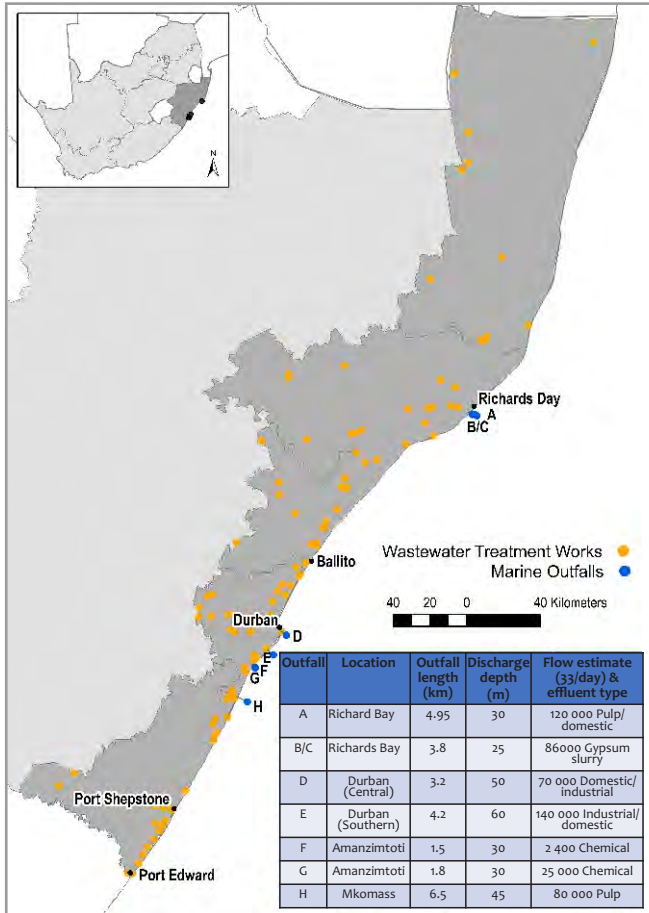 N
Richards Day
A
B/C
Wastewater Treatment Works
Marine Outfalls
Ballito
40 20 0 40 Kilometers
Durban
D
E
F
G
H
Port Shepstone
Port Edward
Outfall Location Outfall length (km) Discharge depth (m) Flow estimate (33/day) & effluent type
A Richard Bay 4.95 30 120 000 Pulp/ domestic
B/C Richards Bay 3.8 25 86000 Gypsum slurry
D Durban (Central) 3.2 50 70 000 Domestic/ industrial
E Durban (Southern) 4.2 60 140 000 Industrial/ domestic
F Amanzimtoti 1.5 30 2 400 Chemical
G Amanzimtoti 1.8 30 25 000 Chemical
H Mkomass 6.5 45 80 000 Pulp